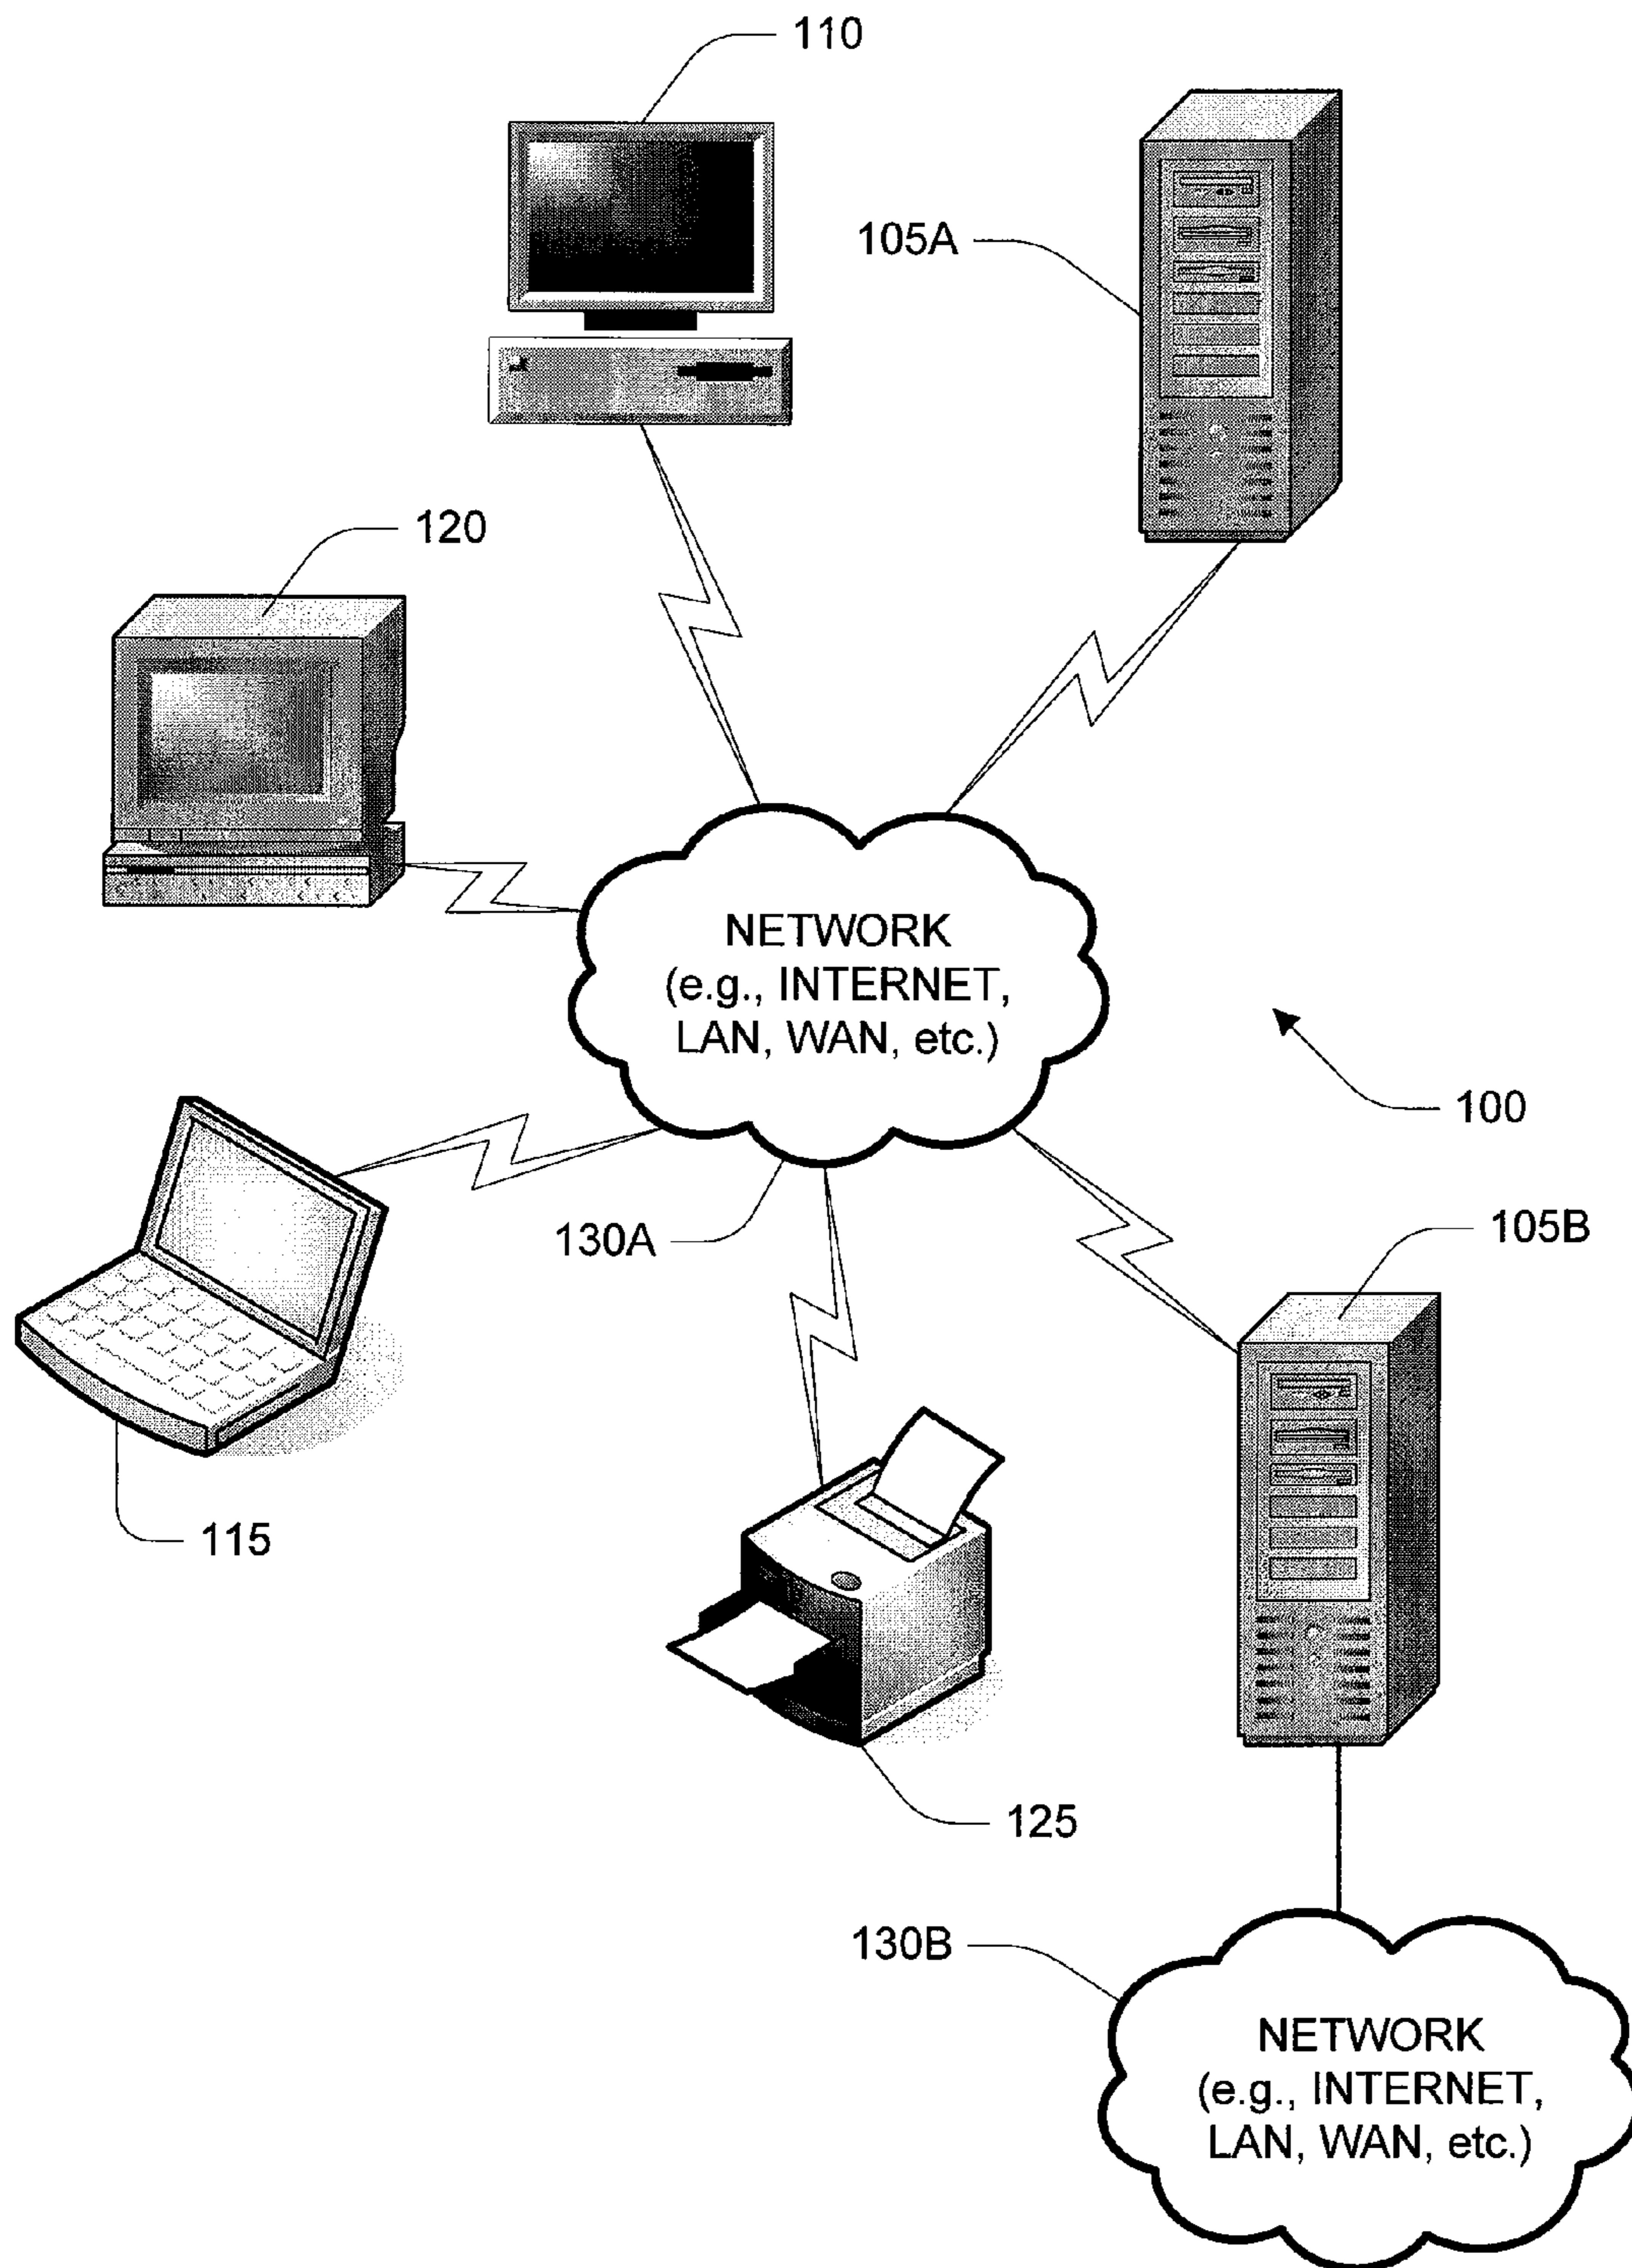 110
105A
120
NETWORK
(e.g., INTERNET,
LAN, WAN, etc.)
100
130A
105B
115
125
130B
NETWORK
(e.g., INTERNET,
LAN, WAN, etc.)